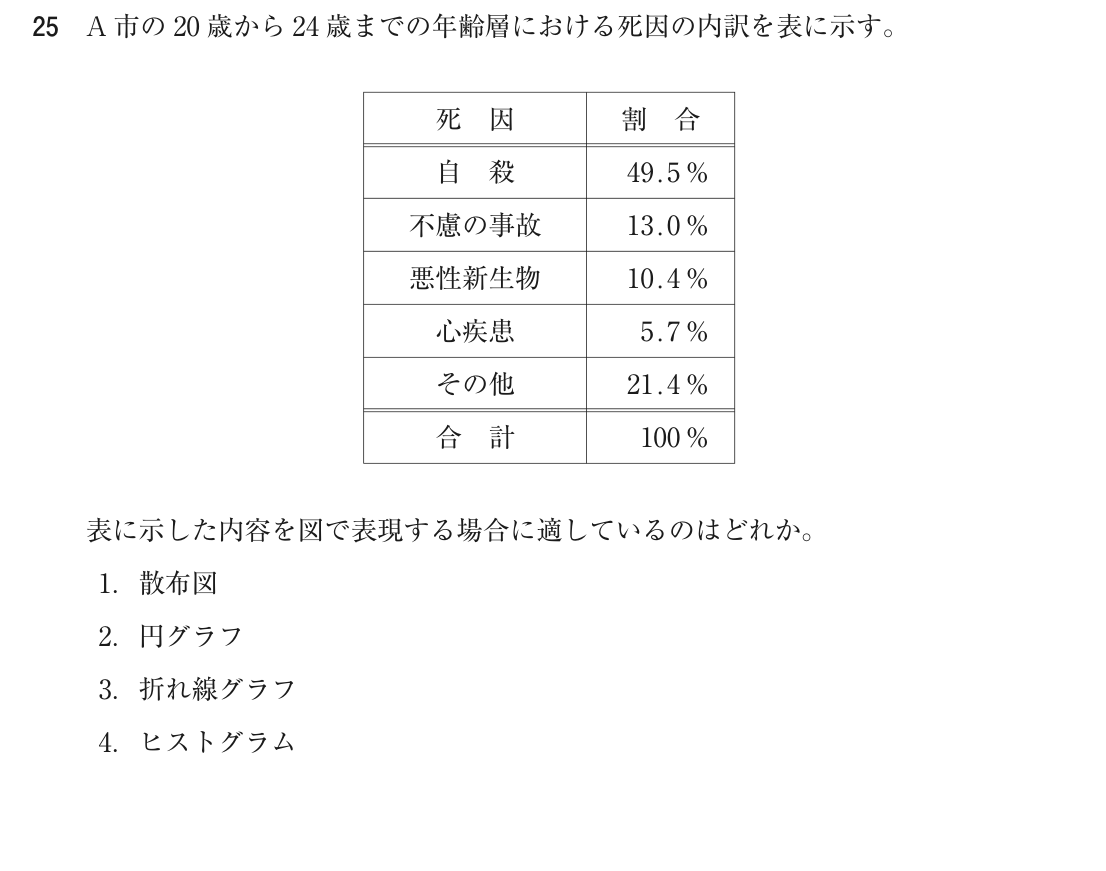 25 A 市の 20 歳から 24 歳までの年齢層における死因の内訳を表に示す。
死 因 割 合
自 殺 49.5 %
不慮の事故 13.0 %
悪性新生物 10.4 %
心疾患 5.7 %
その他 21.4 %
合 計 100 %
表に示した内容を図で表現する場合に適しているのはどれか。
1. 散布図
2. 円グラフ
3. 折れ線グラフ
4. ヒストグラム